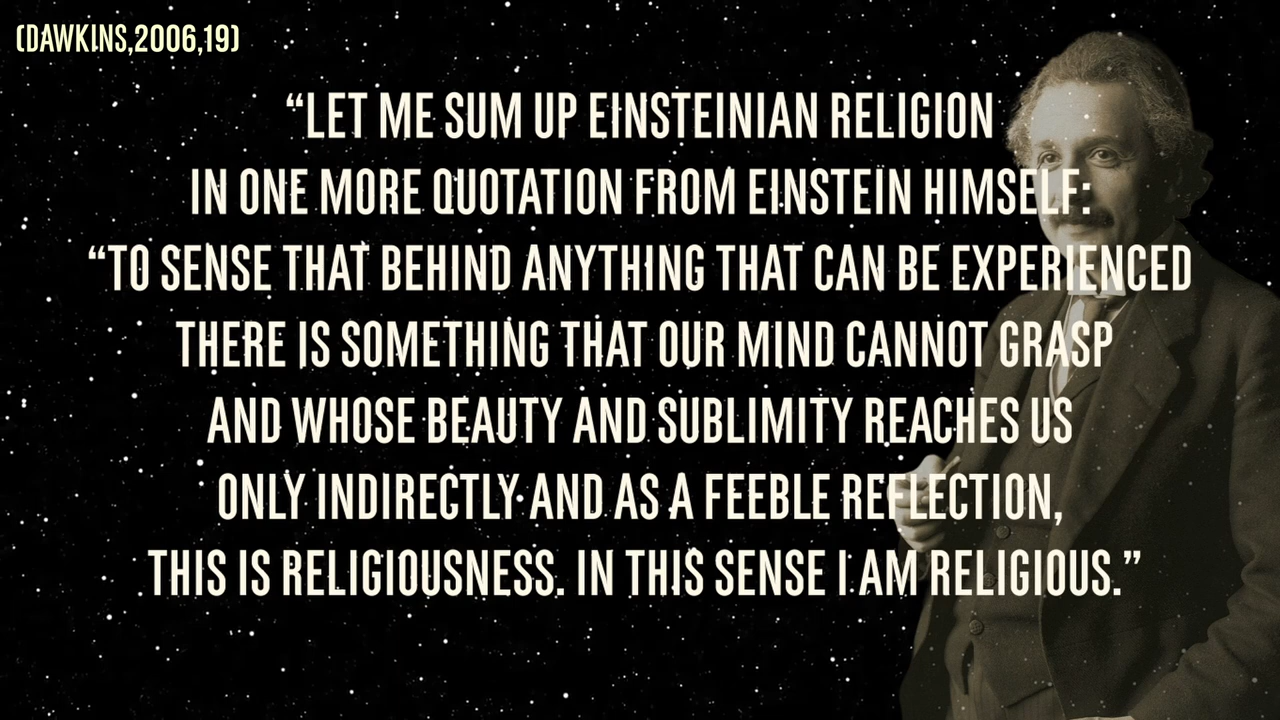 (DAWKINS,2006,19)
“LET ME SUM UP EINSTEINIAN RELIGION
IN ONE MORE QUOTATION FROM EINSTEIN HIMSELF:
“TO SENSE THAT BEHIND ANYTHING THAT CAN BE EXPERIENCED
THERE IS SOMETHING THAT OUR MIND CANNOT GRASP
AND WHOSE BEAUTY AND SUBLIMITY REACHES US
ONLY INDIRECTLY AND AS A FEEBLE REFLECTION,
THIS IS RELIGIOUSNESS. IN THIS SENSE I AM RELIGIOUS.”